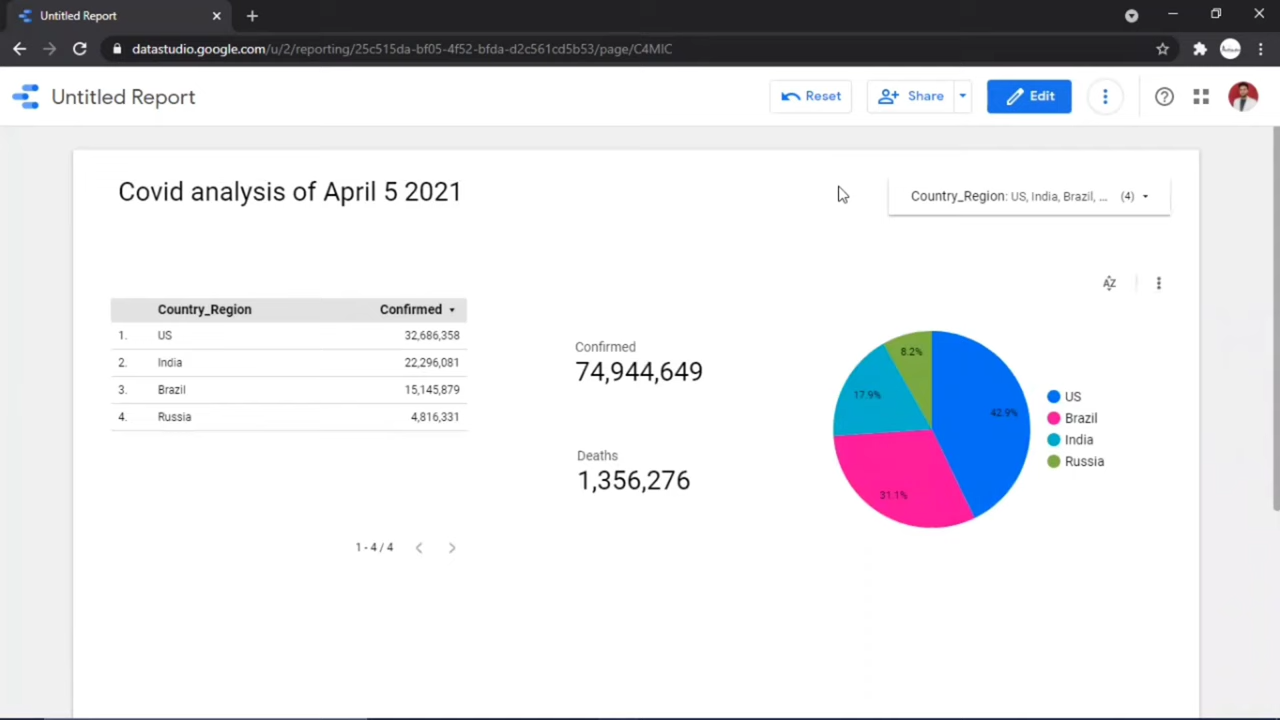 Untitled Report
datastudio.google.com/u/2/reporting/25c515da-bf05-4f52-bfda-d2c561cd5b53/page/C4MIC
Untitled Report
Reset
Share
Edit
Covid analysis of April 5 2021
Country_Region: US, India, Brazil, ... (4)
AZ
Country_Region Confirmed
1. US 32,686,358
2. India 22,296,081
3. Brazil 15,145,879
4. Russia 4,816,331
1 - 4 / 4
Confirmed
74,944,649
Deaths
1,356,276
8.2%
17.9%
42.9%
31.1%
US
Brazil
India
Russia